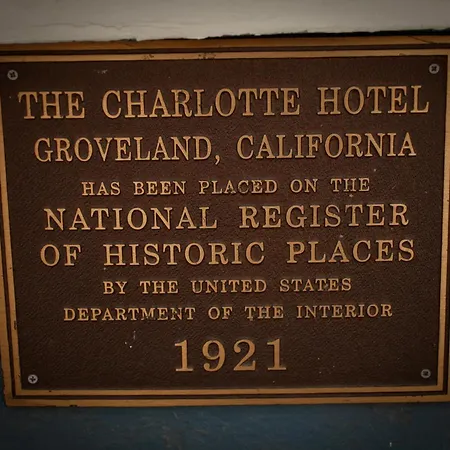 THE CHARLOTTE HOTEL
GROVELAND, CALIFORNIA
HAS BEEN PLACED ON THE
NATIONAL REGISTER
OF HISTORIC PLACES
BY THE UNITED STATES
DEPARTMENT OF THE INTERIOR
1921